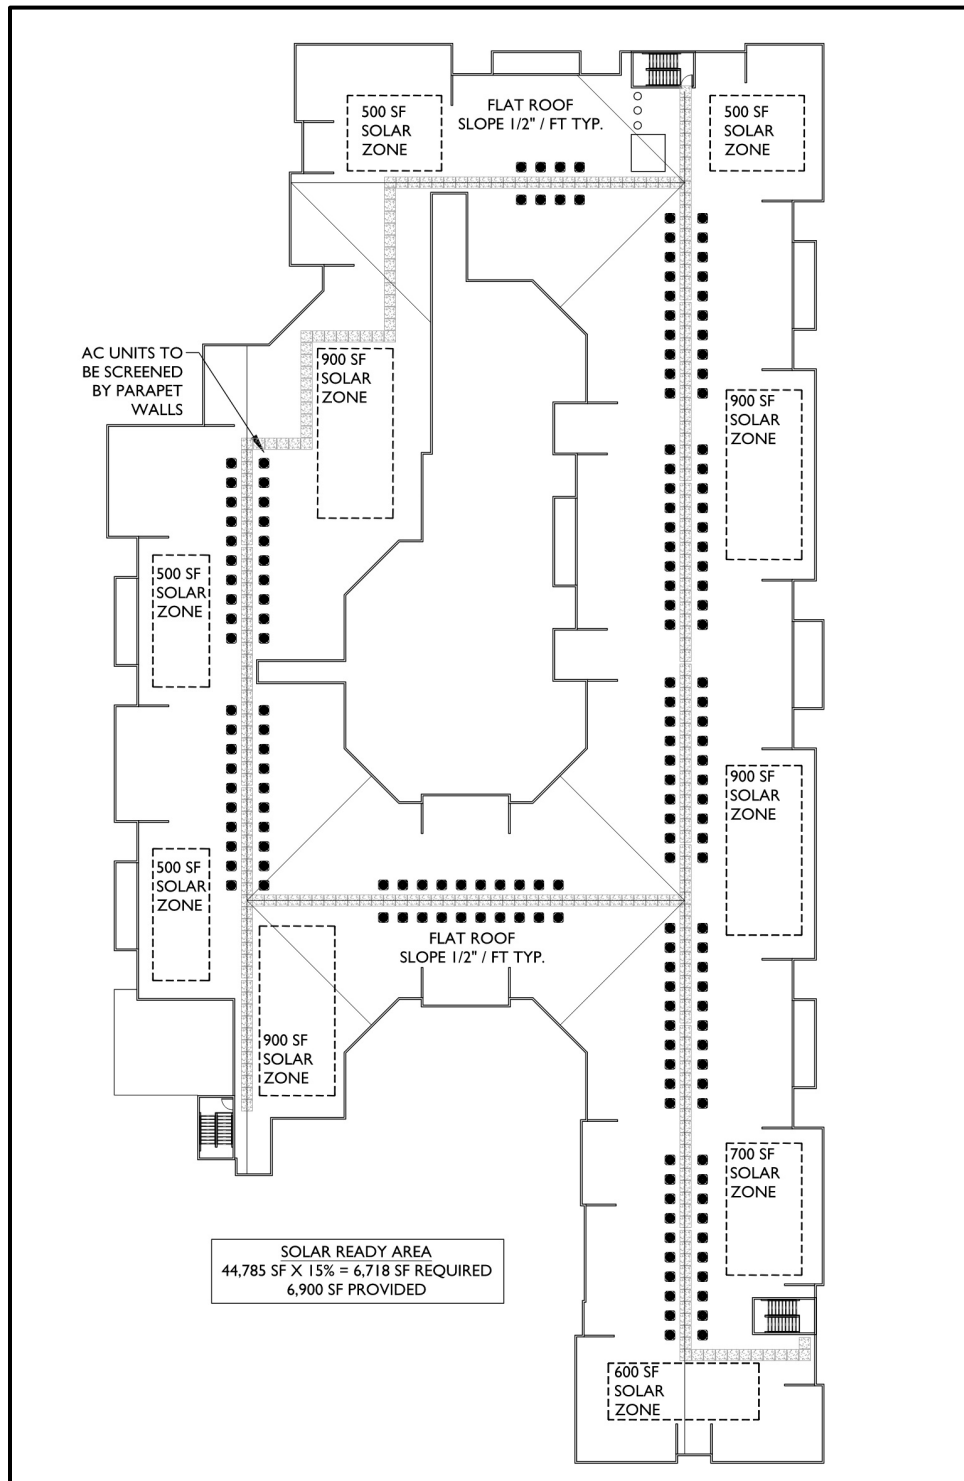 500 SF
SOLAR
ZONE
FLAT ROOF
SLOPE 1/2" / FT TYP.
500 SF
SOLAR
ZONE
AC UNITS TO
BE SCREENED
BY PARAPET
WALLS
900 SF
SOLAR
ZONE
900 SF
SOLAR
ZONE
500 SF
SOLAR
ZONE
900 SF
SOLAR
ZONE
500 SF
SOLAR
ZONE
FLAT ROOF
SLOPE 1/2" / FT TYP.
900 SF
SOLAR
ZONE
700 SF
SOLAR
ZONE
SOLAR READY AREA
44,785 SF X 15% = 6,718 SF REQUIRED
6,900 SF PROVIDED
600 SF
SOLAR
ZONE